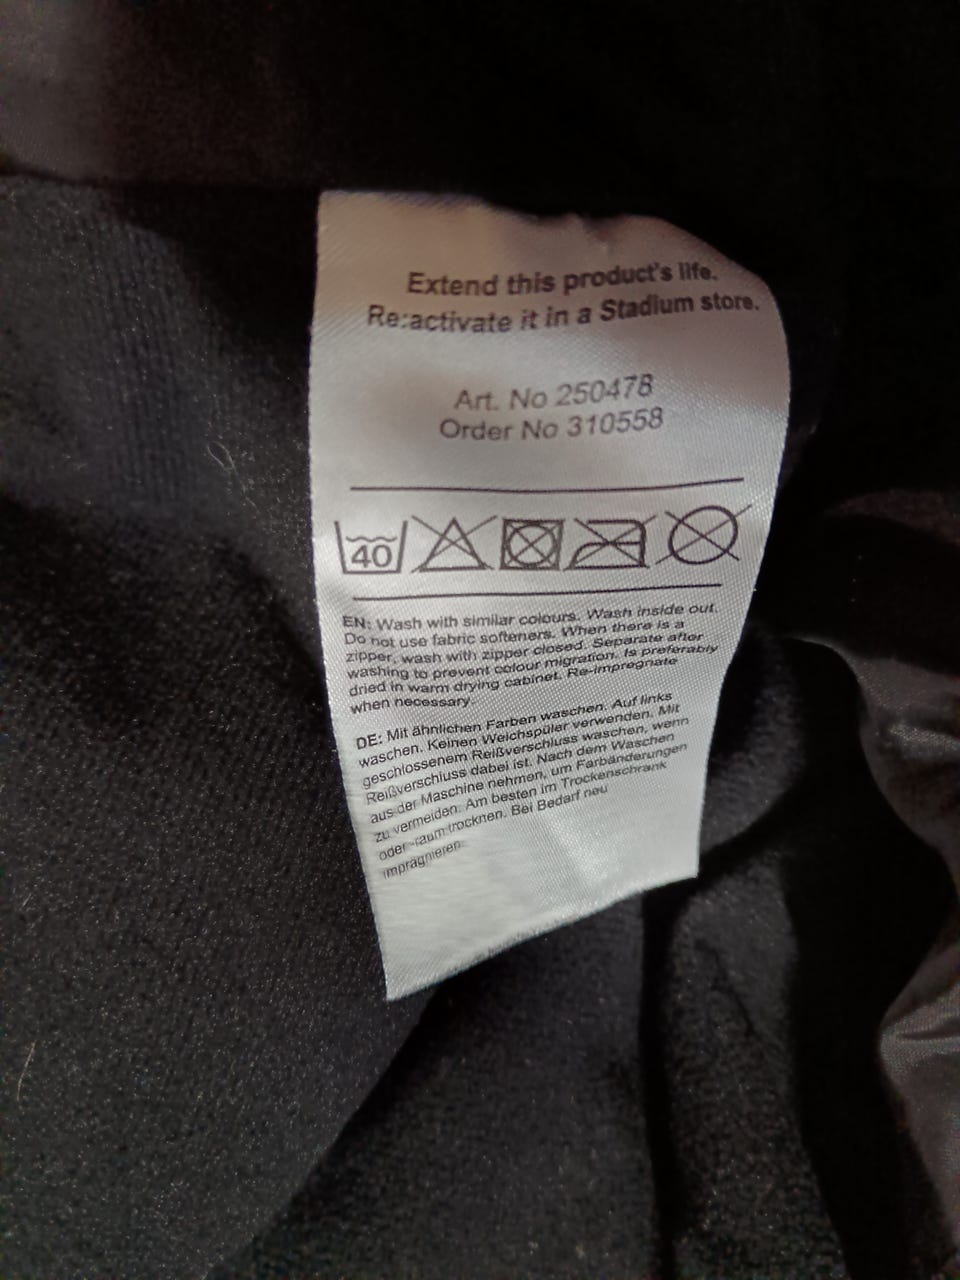 Extend this product's life.
Re:activate it in a Stadium store.
Art. No 250478
Order No 310558
40
EN: Wash with similar colours. Wash inside out.
Do not use fabric softeners. When there is a
zipper, wash with zipper closed. Separate after
washing to prevent colour migration. Is preferably
dried in warm drying cabinet. Re-impregnate
when necessary.
DE: Mit ähnlichen Farben waschen. Auf links
waschen. Keinen Weichspüler verwenden. Mit
geschlossenem Reißverschluss waschen, wenn
Reißverschluss dabei ist. Nach dem Waschen
aus der Maschine nehmen, um Farbänderungen
zu vermeiden. Am besten im Trockenschrank
oder -raum trocknen. Bei Bedarf neu
imprägnieren.